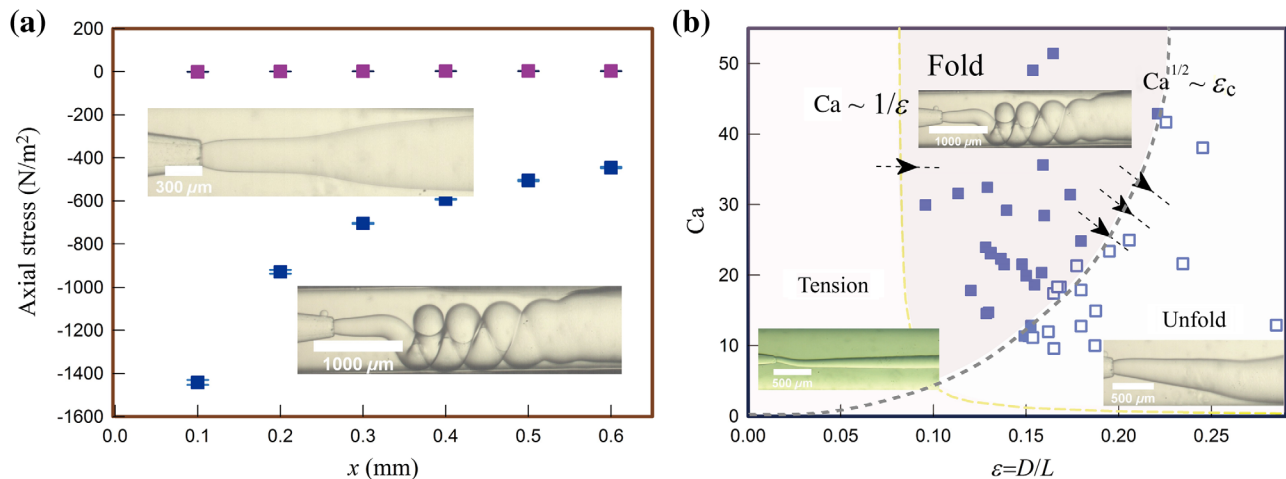 (a)
200
0
-200
-400
-600
-800
-1000
-1200
-1400
-1600
Axial stress (N/m²)
300 μm
1000 μm
0.0 0.1 0.2 0.3 0.4 0.5 0.6
x (mm)
(b)
50
40
30
20
10
0
Ca
Fold
Ca ~ 1/ε
Ca^1/2 ~ ε_c
1000 μm
Tension
Unfold
500 μm
500 μm
0.00 0.10 0.15 0.20 0.25
ε=D/L